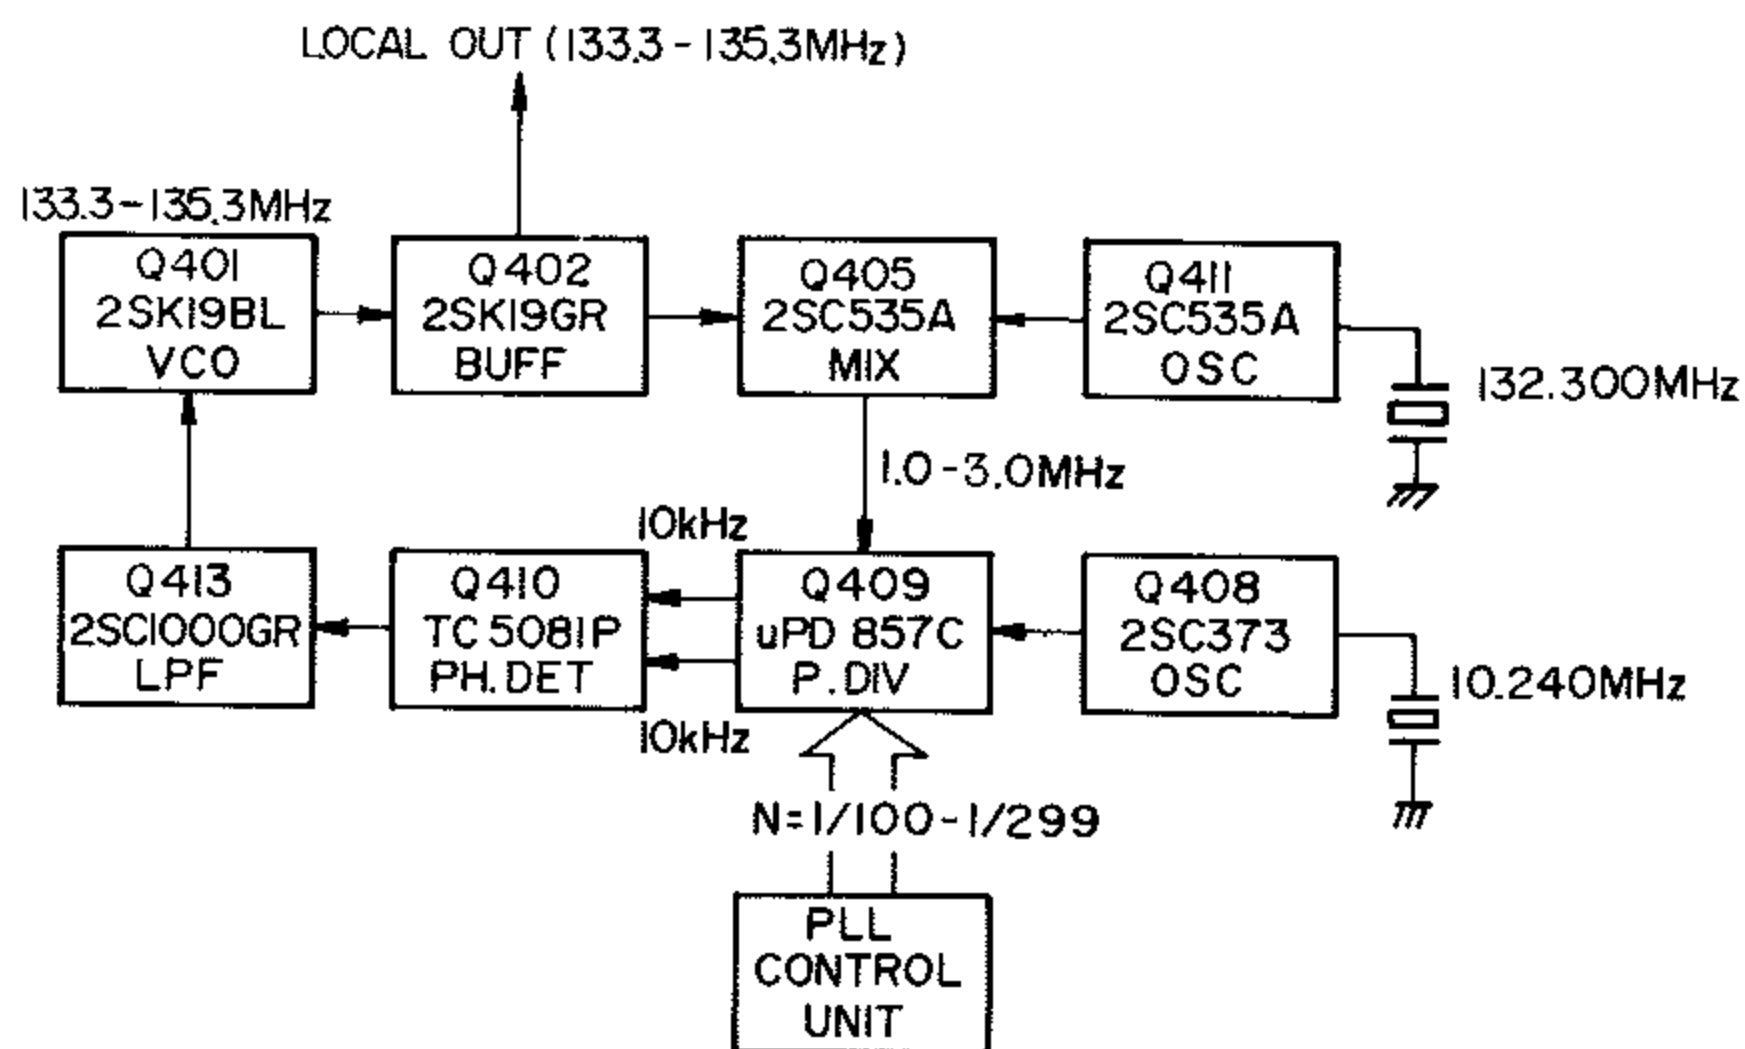 LOCAL OUT (133.3-135.3MHz)
133.3-135.3MHz
Q401
2SK19BL
VCO
Q402
2SK19GR
BUFF
Q405
2SC535A
MIX
Q411
2SC535A
OSC
132.300MHz
1.0-3.0MHz
10kHz
Q413
2SC1000GR
LPF
Q410
TC5081P
PH.DET
Q409
uPD 857C
P.DIV
Q408
2SC373
OSC
10.240MHz
10kHz
N=1/100-1/299
PLL
CONTROL
UNIT